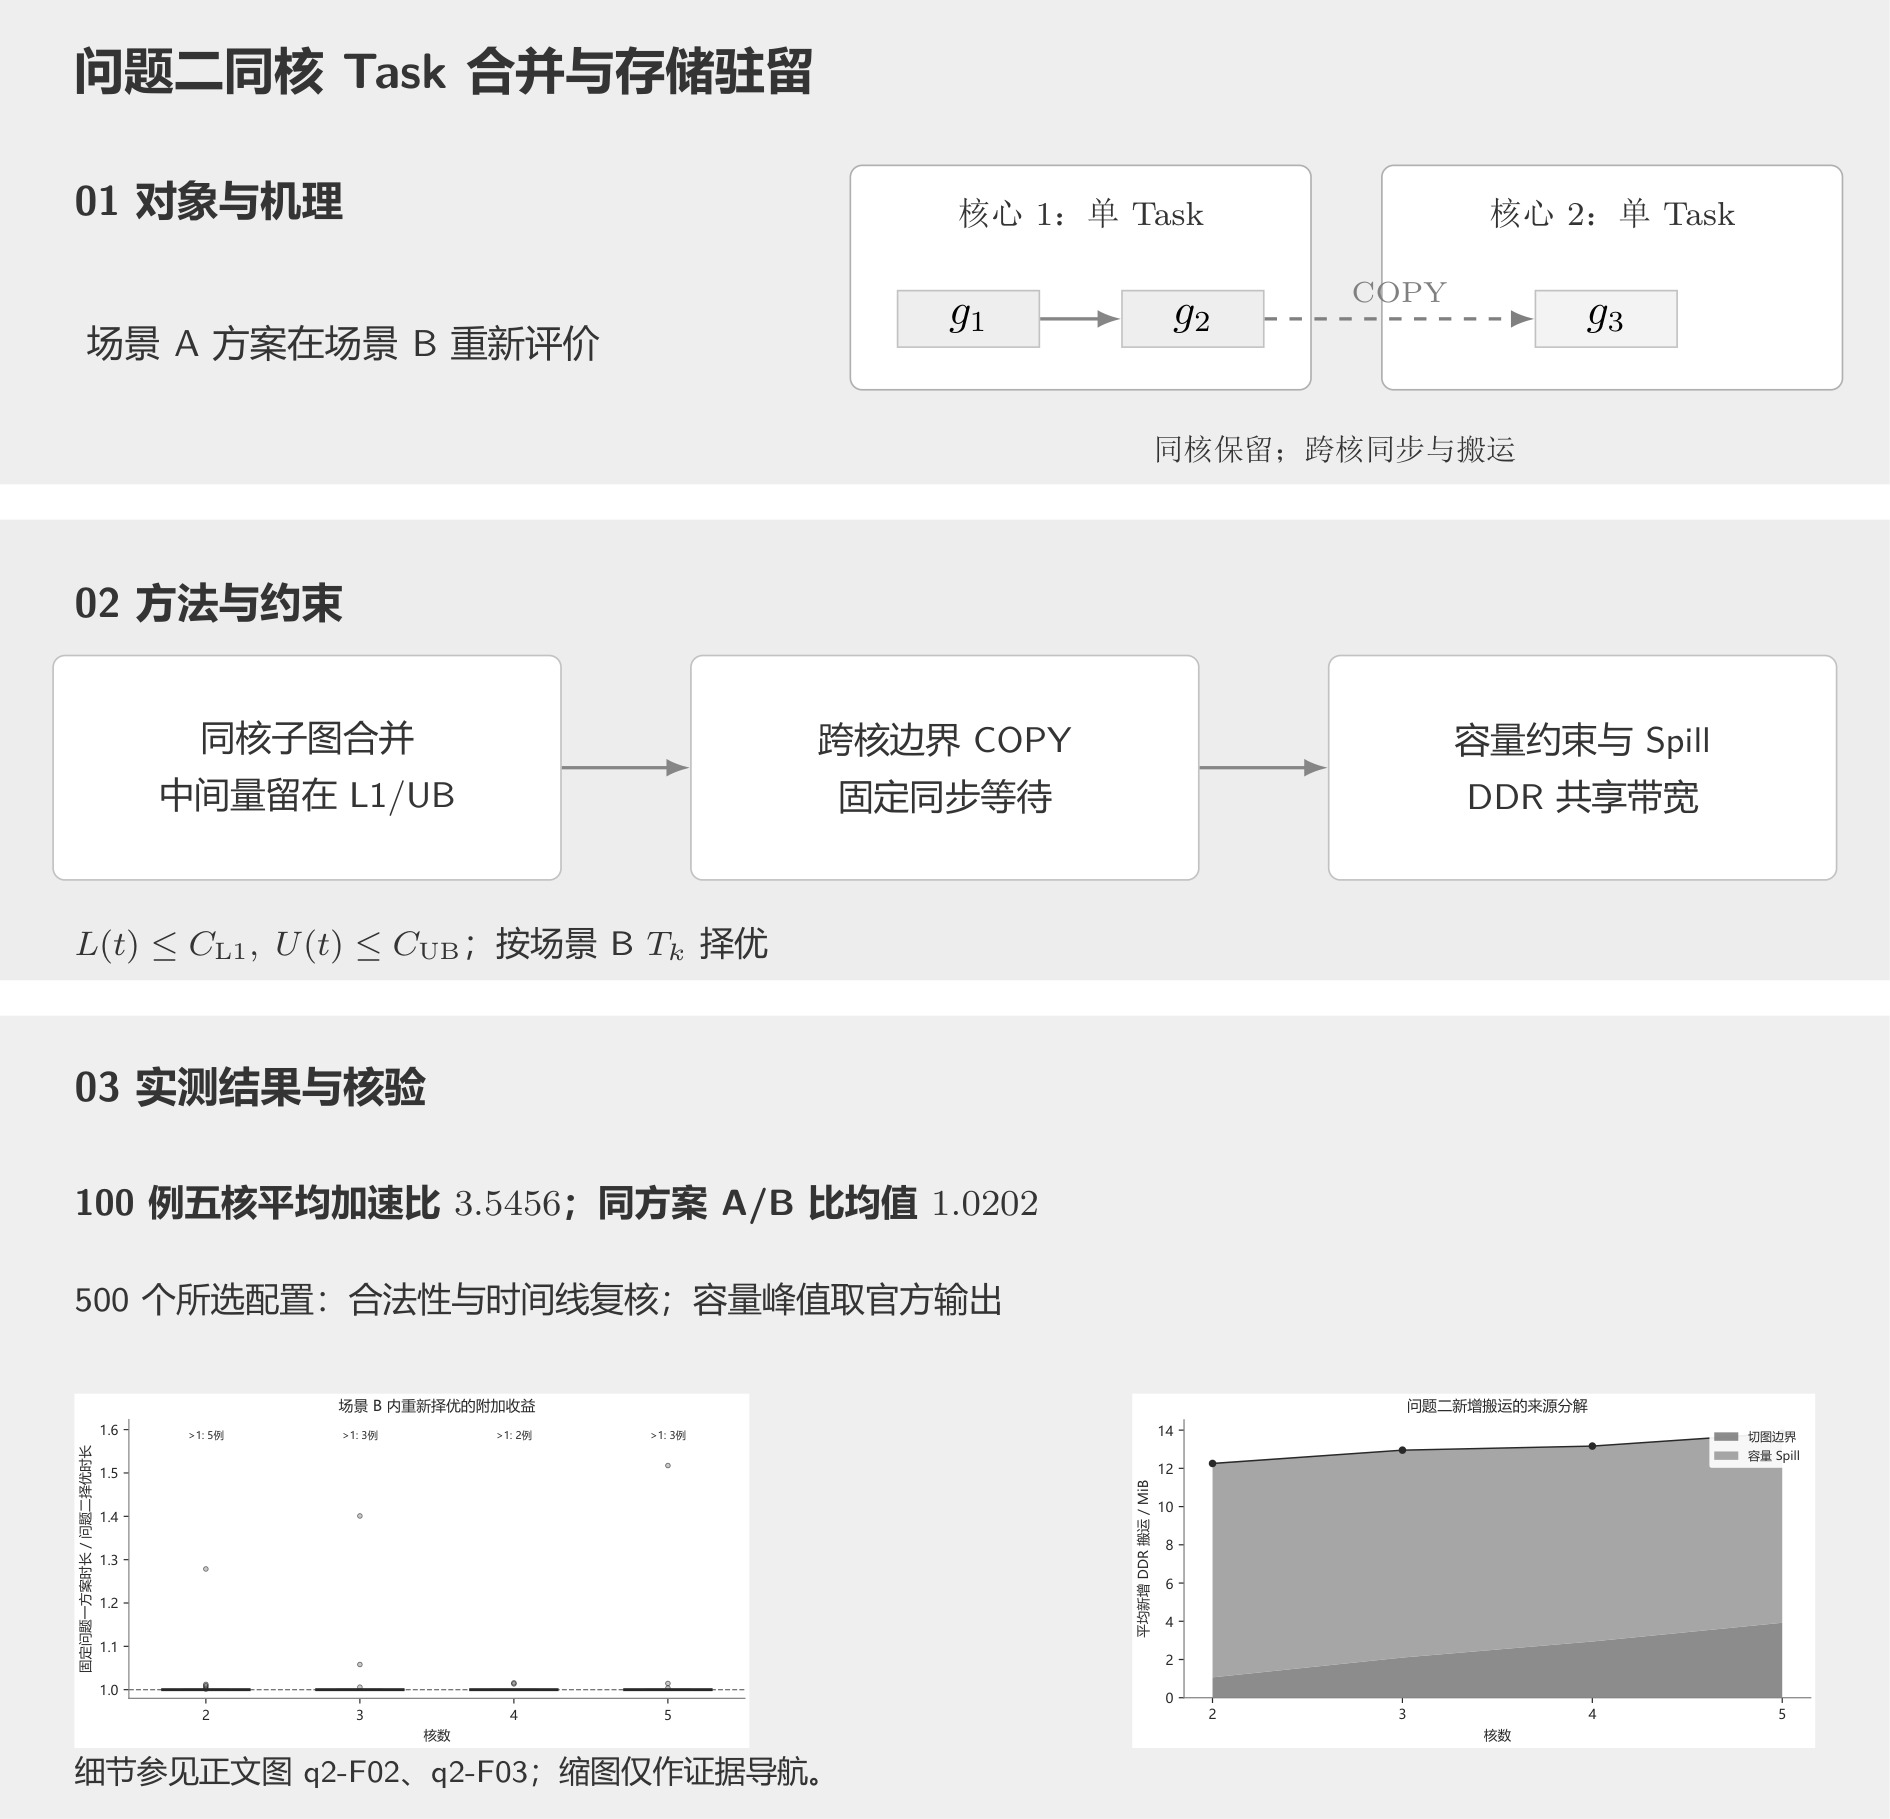 问题二同核 Task 合并与存储驻留
01 对象与机理
场景 A 方案在场景 B 重新评价
核心 1：单 Task
核心 2：单 Task
g1
g2
COPY
g3
同核保留；跨核同步与搬运
02 方法与约束
同核子图合并
中间量留在 L1/UB
跨核边界 COPY
固定同步等待
容量约束与 Spill
DDR 共享带宽
L(t) ≤ C_L1, U(t) ≤ C_UB；按场景 B T_k 择优
03 实测结果与核验
100 例五核平均加速比 3.5456；同方案 A/B 比均值 1.0202
500 个所选配置：合法性与时间线复核；容量峰值取官方输出
场景 B 内重新择优的附加收益
固定问题一方案时长 / 问题二择优时长
1.6
1.5
1.4
1.3
1.2
1.1
1.0
>1: 5例
>1: 3例
>1: 2例
>1: 3例
2
3
4
5
核数
问题二新增搬运的来源分解
平均新增 DDR 搬运 / MiB
14
12
10
8
6
4
2
0
切图边界
容量 Spill
2
3
4
5
核数
细节参见正文图 q2-F02、q2-F03；缩图仅作证据导航。